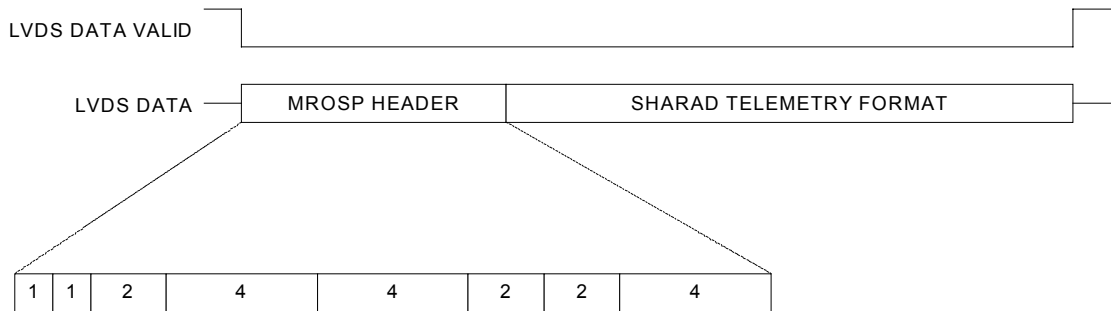 LVDS DATA VALID
LVDS DATA MROSP HEADER SHARAD TELEMETRY FORMAT
1 1 2 4 4 2 2 4